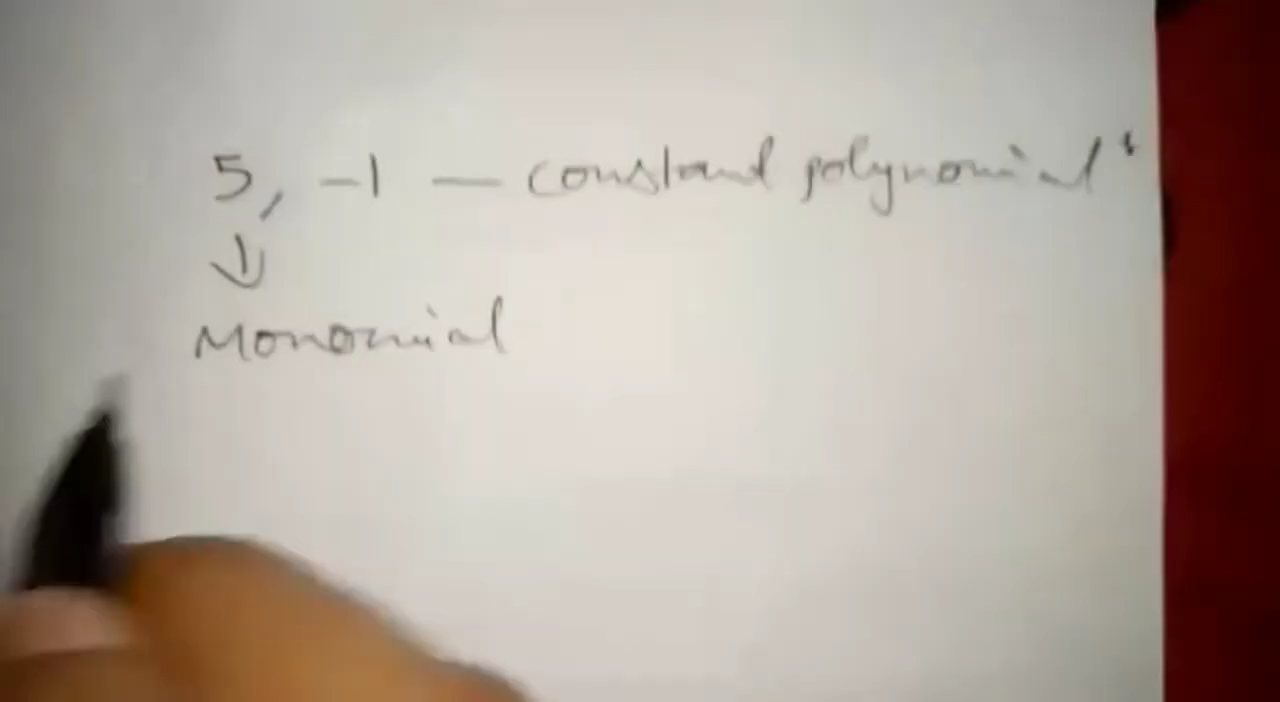 5, -1 — constant polynomial
↓
Monomial